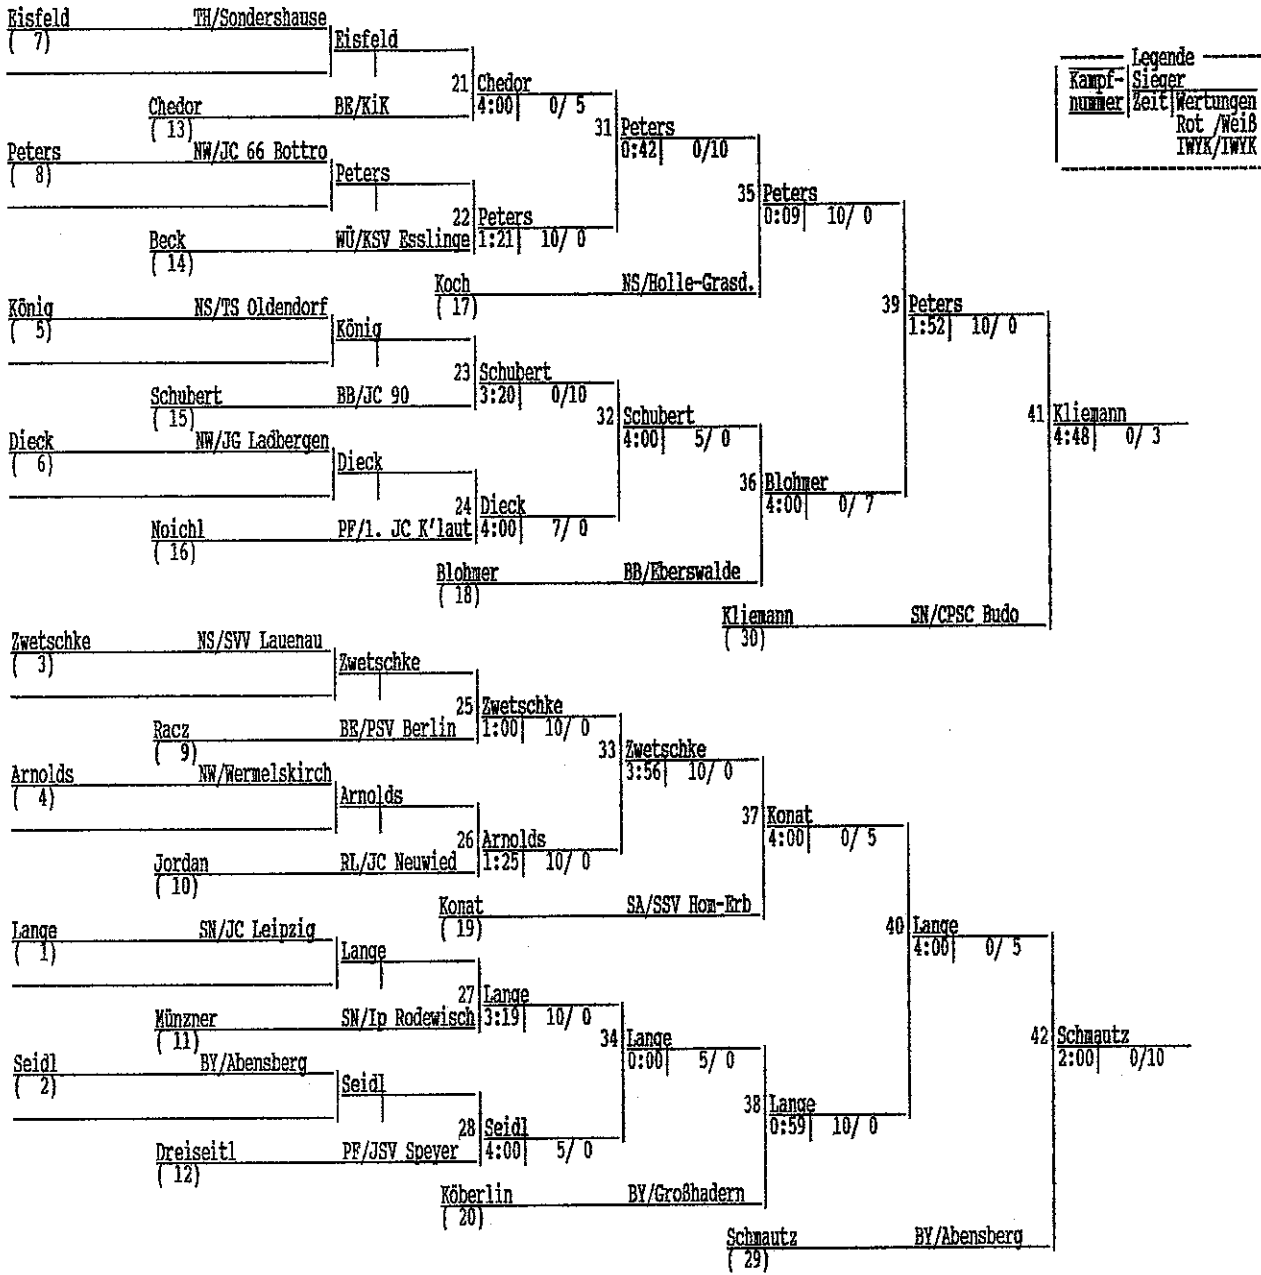 Eisfeld TH/Sondershause
( 7)
Eisfeld
21 Chedor
4:00 0/ 5
Chedor BE/KiK
( 13)
31 Peters
0:42 0/10
Peters NW/JC 66 Bottro
( 8)
Peters
22 Peters
1:21 10/ 0
Beck WÜ/KSV Esslinge
( 14)
35 Peters
0:09 10/ 0
Koch NS/Holle-Grasd.
( 17)
König NS/TS Oldendorf
( 5)
König
23 Schubert
3:20 0/10
Schubert BB/JC 90
( 15)
32 Schubert
4:00 5/ 0
Dieck NW/JG Ladbergen
( 6)
Dieck
24 Dieck
4:00 7/ 0
Noichl PF/1. JC K'laut
( 16)
36 Blohmer
4:00 0/ 7
Blohmer BB/Eberswalde
( 18)
39 Peters
1:52 10/ 0
41 Kliemann
4:48 0/ 3
Kliemann SN/CPSC Budo
( 30)
Zwetschke NS/SVV Lauenau
( 3)
Zwetschke
25 Zwetschke
1:00 10/ 0
Racz BE/PSV Berlin
( 9)
33 Zwetschke
3:56 10/ 0
Arnolds NW/Wermelskirch
( 4)
Arnolds
26 Arnolds
1:25 10/ 0
Jordan RL/JC Neuwied
( 10)
37 Konat
4:00 0/ 5
Konat SA/SSV Hom-Erb
( 19)
Lange SN/JC Leipzig
( 1)
Lange
27 Lange
3:19 10/ 0
Münzner SN/Ip Rodewisch
( 11)
34 Lange
0:00 5/ 0
Seidl BY/Abensberg
( 2)
Seidl
28 Seidl
4:00 5/ 0
Dreiseitl PF/JSV Speyer
( 12)
38 Lange
0:59 10/ 0
Köberlin BY/Großhadern
( 20)
40 Lange
4:00 0/ 5
42 Schmautz
2:00 0/10
Schmautz BY/Abensberg
( 29)
Legende
Kampf- Sieger
nummer Zeit Wertungen
Rot /Weiß
IWYK/IWYK